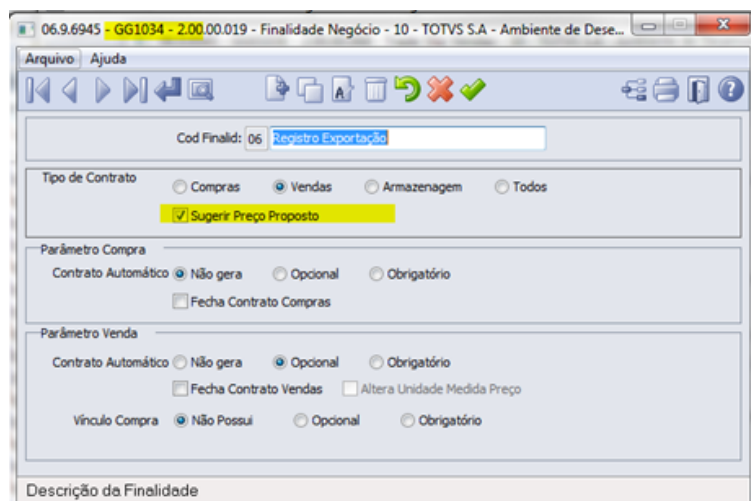 06.9.6945 - GG1034 - 2.00.00.019 - Finalidade Negócio - 10 - TOTVS S.A - Ambiente de Dese...
Arquivo Ajuda
Cod Finalid: 06 Registro Exportação
Tipo de Contrato
Compras Vendas Armazenagem Todos
Sugerir Preço Proposto
Parâmetro Compra
Contrato Automático Não gera Opcional Obrigatório
Fecha Contrato Compras
Parâmetro Venda
Contrato Automático Não gera Opcional Obrigatório
Fecha Contrato Vendas Altera Unidade Medida Preço
Vínculo Compra Não Possui Opcional Obrigatório
Descrição da Finalidade